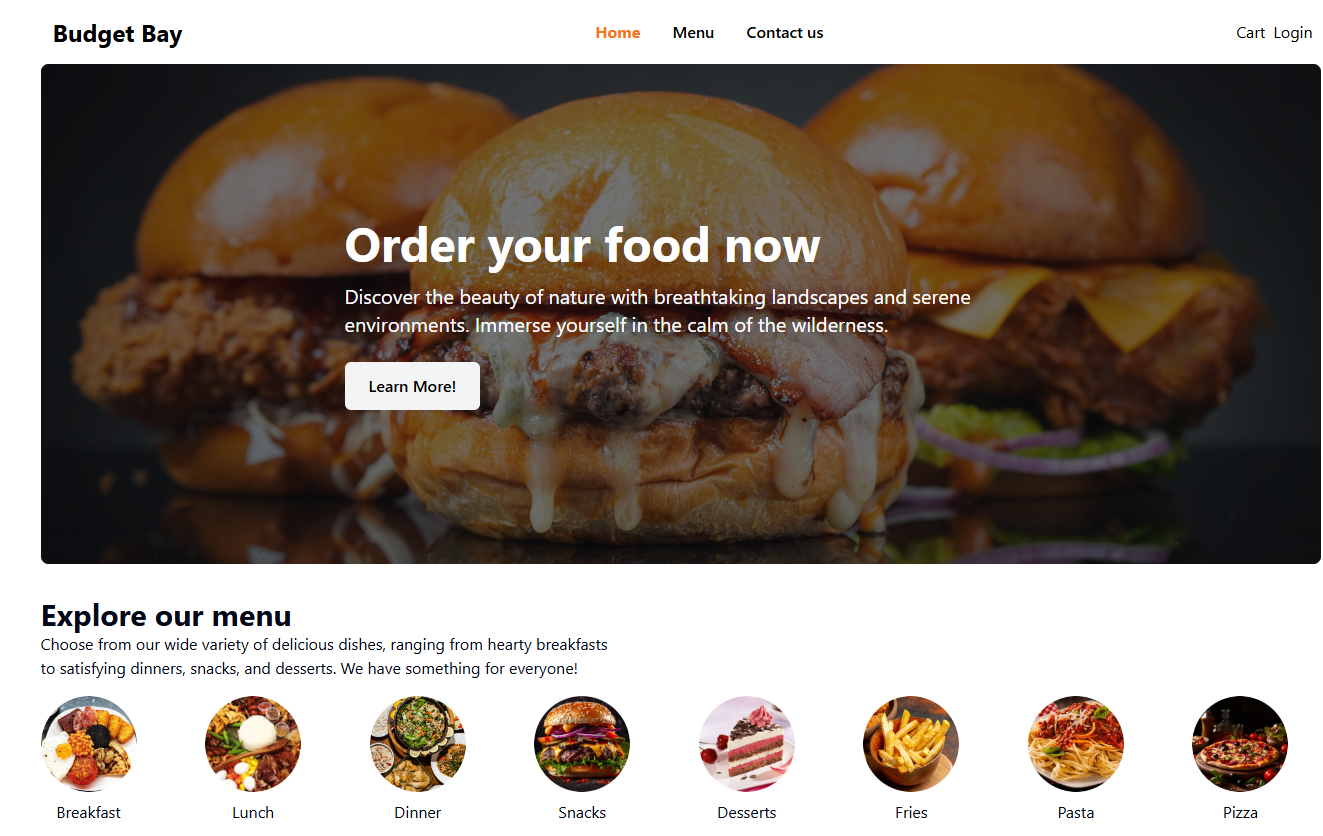 Budget Bay
Home Menu Contact us
Cart Login
Order your food now
Discover the beauty of nature with breathtaking landscapes and serene
environments. Immerse yourself in the calm of the wilderness.
Learn More!
Explore our menu
Choose from our wide variety of delicious dishes, ranging from hearty breakfasts
to satisfying dinners, snacks, and desserts. We have something for everyone!
Breakfast Lunch Dinner Snacks Desserts Fries Pasta Pizza